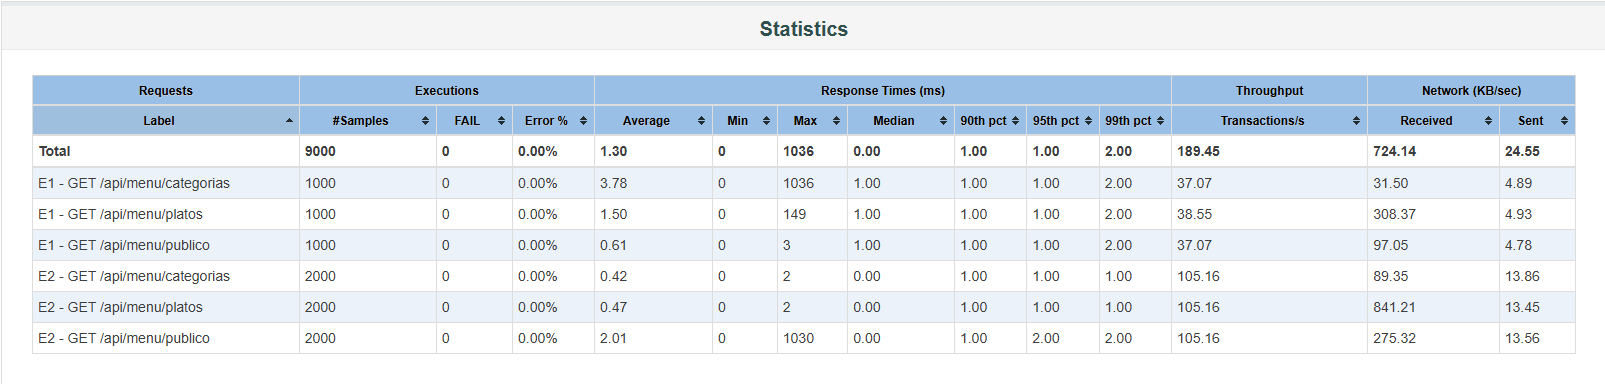 Statistics
Requests Executions Response Times (ms) Throughput Network (KB/sec)
Label #Samples FAIL Error % Average Min Max Median 90th pct 95th pct 99th pct Transactions/s Received Sent
Total 9000 0 0.00% 1.30 0 1036 0.00 1.00 1.00 2.00 189.45 724.14 24.55
E1 - GET /api/menu/categorias 1000 0 0.00% 3.78 0 1036 1.00 1.00 1.00 2.00 37.07 31.50 4.89
E1 - GET /api/menu/platos 1000 0 0.00% 1.50 0 149 1.00 1.00 1.00 2.00 38.55 308.37 4.93
E1 - GET /api/menu/publico 1000 0 0.00% 0.61 0 3 1.00 1.00 1.00 2.00 37.07 97.05 4.78
E2 - GET /api/menu/categorias 2000 0 0.00% 0.42 0 2 0.00 1.00 1.00 1.00 105.16 89.35 13.86
E2 - GET /api/menu/platos 2000 0 0.00% 0.47 0 2 0.00 1.00 1.00 1.00 105.16 841.21 13.45
E2 - GET /api/menu/publico 2000 0 0.00% 2.01 0 1030 0.00 1.00 2.00 2.00 105.16 275.32 13.56